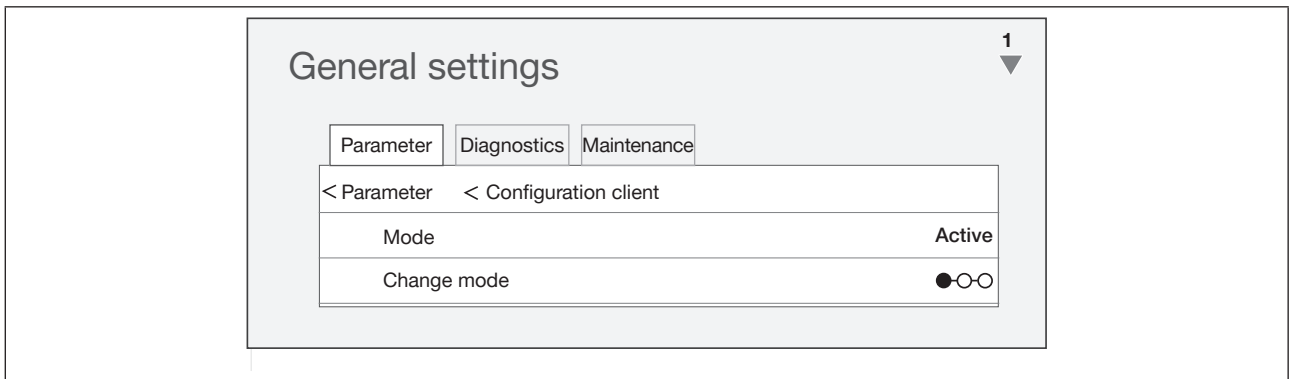 1
General settings
Parameter Diagnostics Maintenance
< Parameter < Configuration client
Mode Active
Change mode